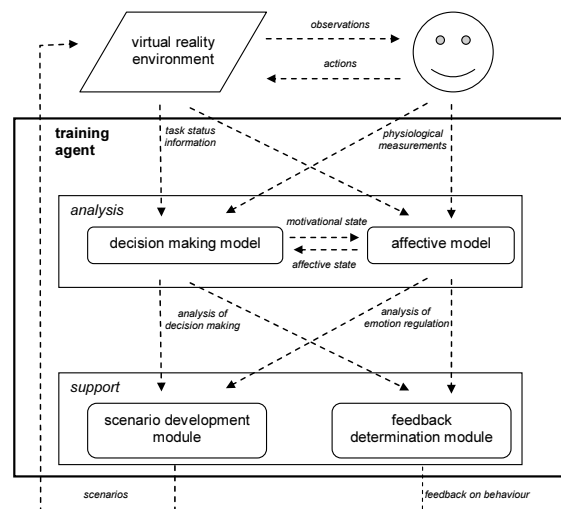 virtual reality
environment
observations
actions
training
agent
task status
information
physiological
measurements
analysis
decision making model
motivational state
affective state
affective model
analysis of
decision making
analysis of
emotion regulation
support
scenario development
module
feedback
determination module
scenarios
feedback on behaviour